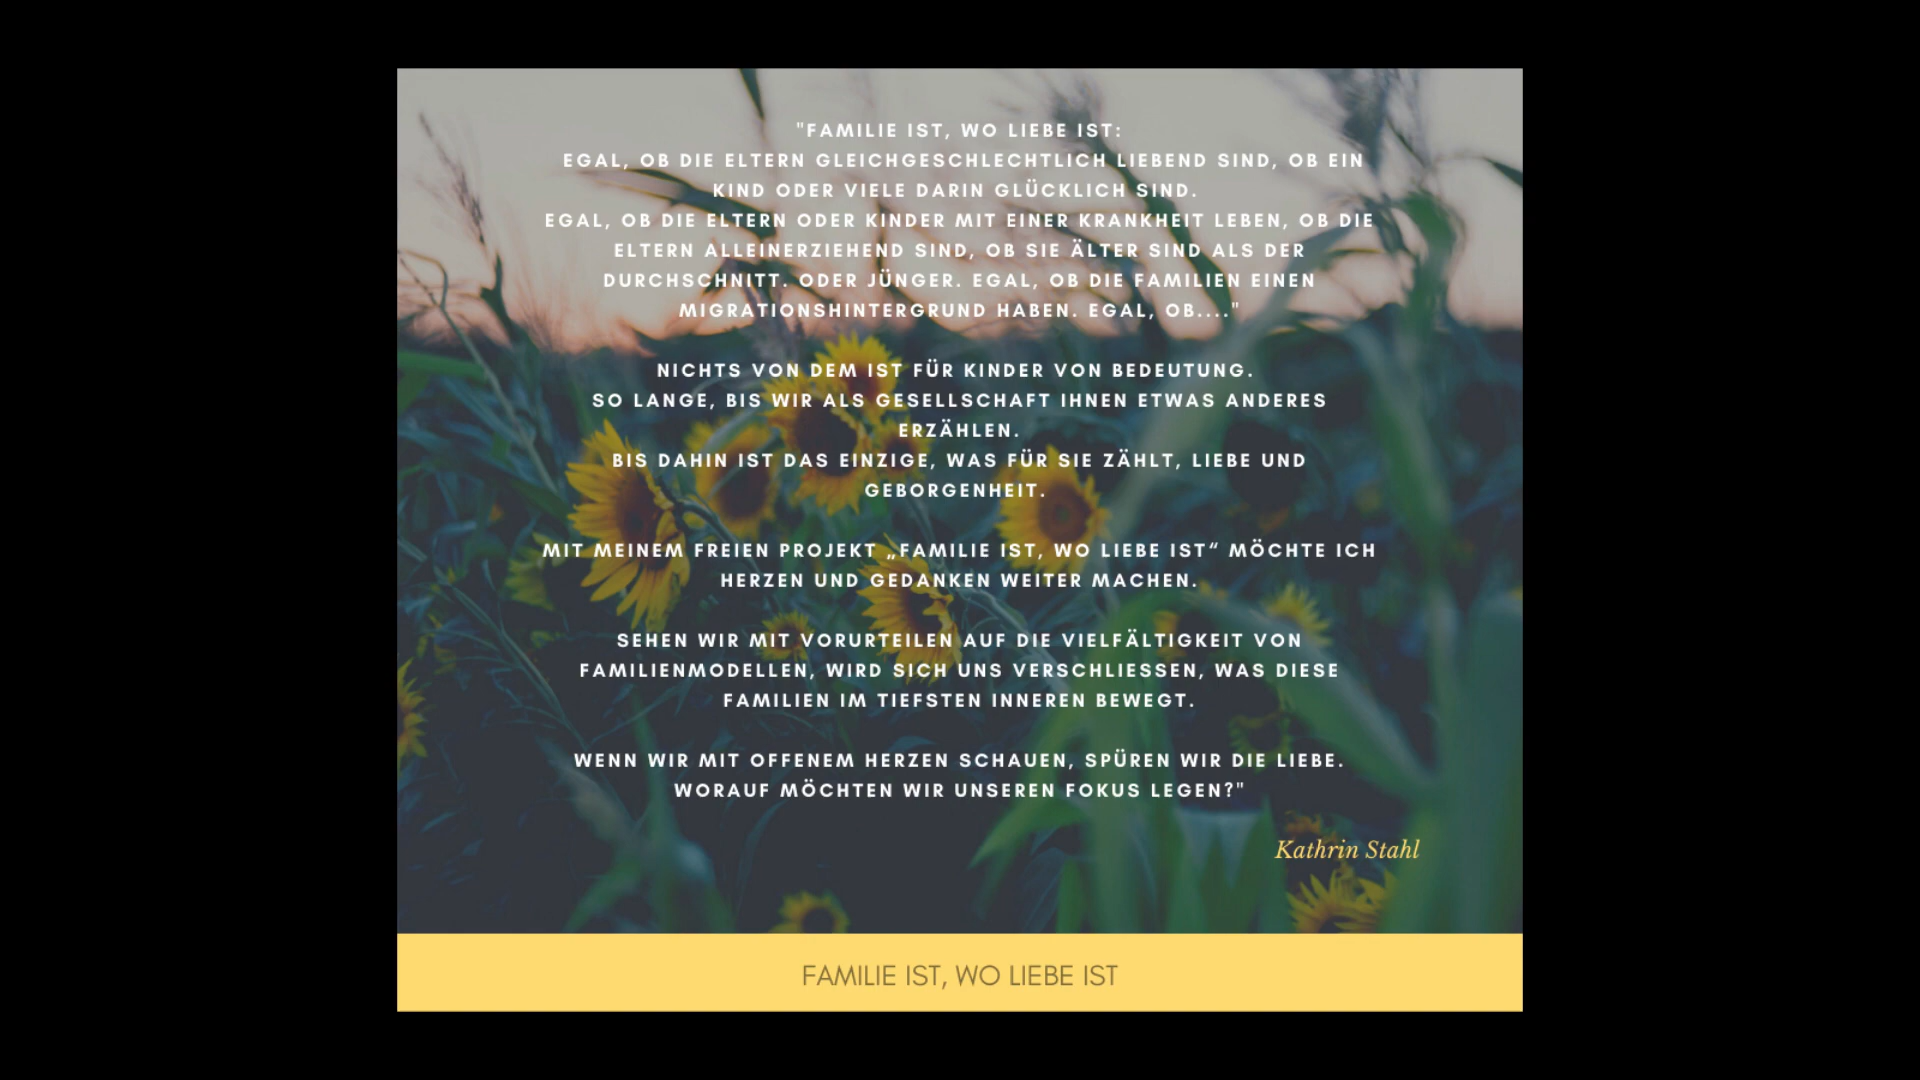 "FAMILIE IST, WO LIEBE IST:
EGAL, OB DIE ELTERN GLEICHGESCHLECHTLICH LIEBEND SIND, OB EIN
KIND ODER VIELE DARIN GLÜCKLICH SIND.
EGAL, OB DIE ELTERN ODER KINDER MIT EINER KRANKHEIT LEBEN, OB DIE
ELTERN ALLEINERZIEHEND SIND, OB SIE ÄLTER SIND ALS DER
DURCHSCHNITT. ODER JÜNGER. EGAL, OB DIE FAMILIEN EINEN
MIGRATIONSHINTERGRUND HABEN. EGAL, OB...."
NICHTS VON DEM IST FÜR KINDER VON BEDEUTUNG.
SO LANGE, BIS WIR ALS GESELLSCHAFT IHNEN ETWAS ANDERES
ERZÄHLEN.
BIS DAHIN IST DAS EINZIGE, WAS FÜR SIE ZÄHLT, LIEBE UND
GEBORGENHEIT.
MIT MEINEM FREIEN PROJEKT „FAMILIE IST, WO LIEBE IST“ MÖCHTE ICH
HERZEN UND GEDANKEN WEITER MACHEN.
SEHEN WIR MIT VORURTEILEN AUF DIE VIELFÄLTIGKEIT VON
FAMILIENMODELLEN, WIRD SICH UNS VERSCHLIESSEN, WAS DIESE
FAMILIEN IM TIEFSTEN INNEREN BEWEGT.
WENN WIR MIT OFFENEM HERZEN SCHAUEN, SPÜREN WIR DIE LIEBE.
WORAUF MÖCHTEN WIR UNSEREN FOKUS LEGEN?"
Kathrin Stahl
FAMILIE IST, WO LIEBE IST